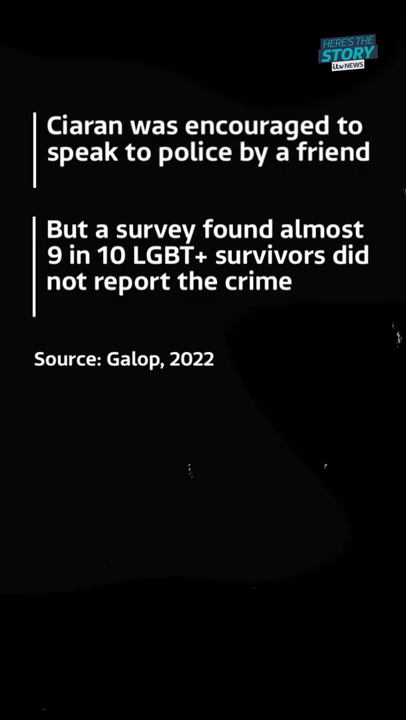 HERE'S THE
STORY
itv NEWS
Ciaran was encouraged to
speak to police by a friend
But a survey found almost
9 in 10 LGBT+ survivors did
not report the crime
Source: Galop, 2022